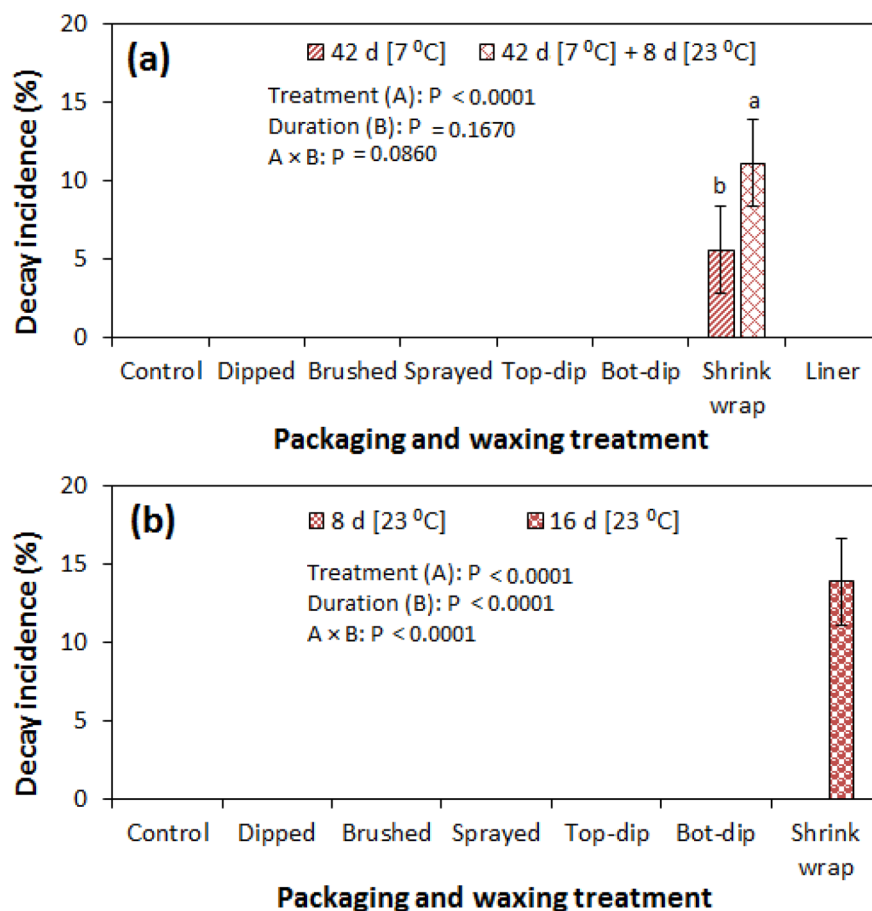 (a)
42 d [7 ⁰C] 42 d [7 ⁰C] + 8 d [23 ⁰C]
Treatment (A): P < 0.0001
Duration (B): P = 0.1670
A × B: P = 0.0860
Decay incidence (%)
20
15
10
5
0
b
a
Control Dipped Brushed Sprayed Top-dip Bot-dip Shrink wrap Liner
Packaging and waxing treatment
(b)
8 d [23 ⁰C] 16 d [23 ⁰C]
Treatment (A): P < 0.0001
Duration (B): P < 0.0001
A × B: P < 0.0001
Decay incidence (%)
20
15
10
5
0
Control Dipped Brushed Sprayed Top-dip Bot-dip Shrink wrap
Packaging and waxing treatment